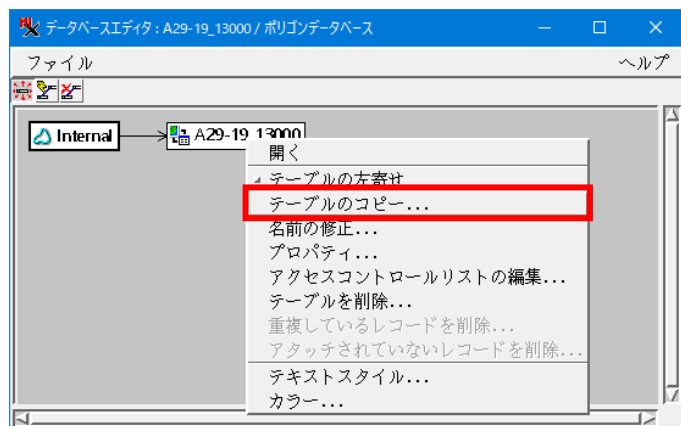 データベースエディタ : A29-19_13000 / ポリゴンデータベース
ファイル ヘルプ
Internal A29-19_13000
開く
テーブルの左寄せ
テーブルのコピー...
名前の修正...
プロパティ...
アクセスコントロールリストの編集...
テーブルを削除...
重複しているレコードを削除...
アタッチされていないレコードを削除...
テキストスタイル...
カラー...